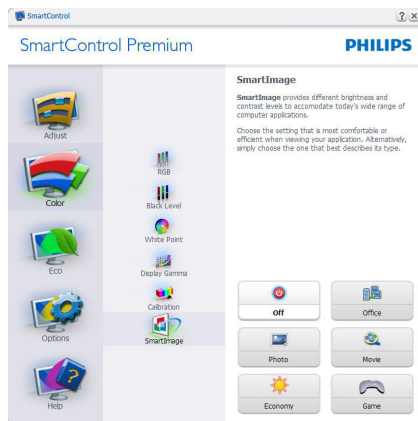 SmartControl
SmartControl Premium
PHILIPS
Adjust
Color
Eco
Options
Help
RGB
Black Level
White Point
Display Gamma
Calibration
SmartImage
SmartImage
SmartImage provides different brightness and
contrast levels to accomodate today's wide range of
computer applications.
Choose the setting that is most comfortable or
efficient when viewing your application. Alternatively,
simply choose the one that best describes its type.
Off
Office
Photo
Movie
Economy
Game